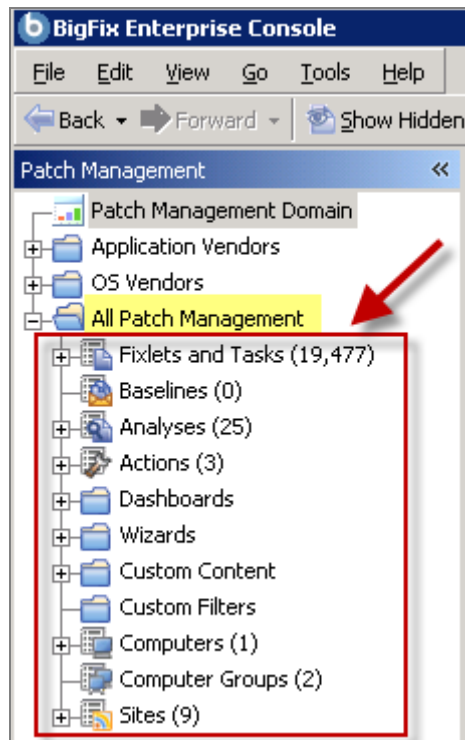 BigFix Enterprise Console
File Edit View Go Tools Help
Back Forward Show Hidden
Patch Management
Patch Management Domain
Application Vendors
OS Vendors
All Patch Management
Fixlets and Tasks (19,477)
Baselines (0)
Analyses (25)
Actions (3)
Dashboards
Wizards
Custom Content
Custom Filters
Computers (1)
Computer Groups (2)
Sites (9)